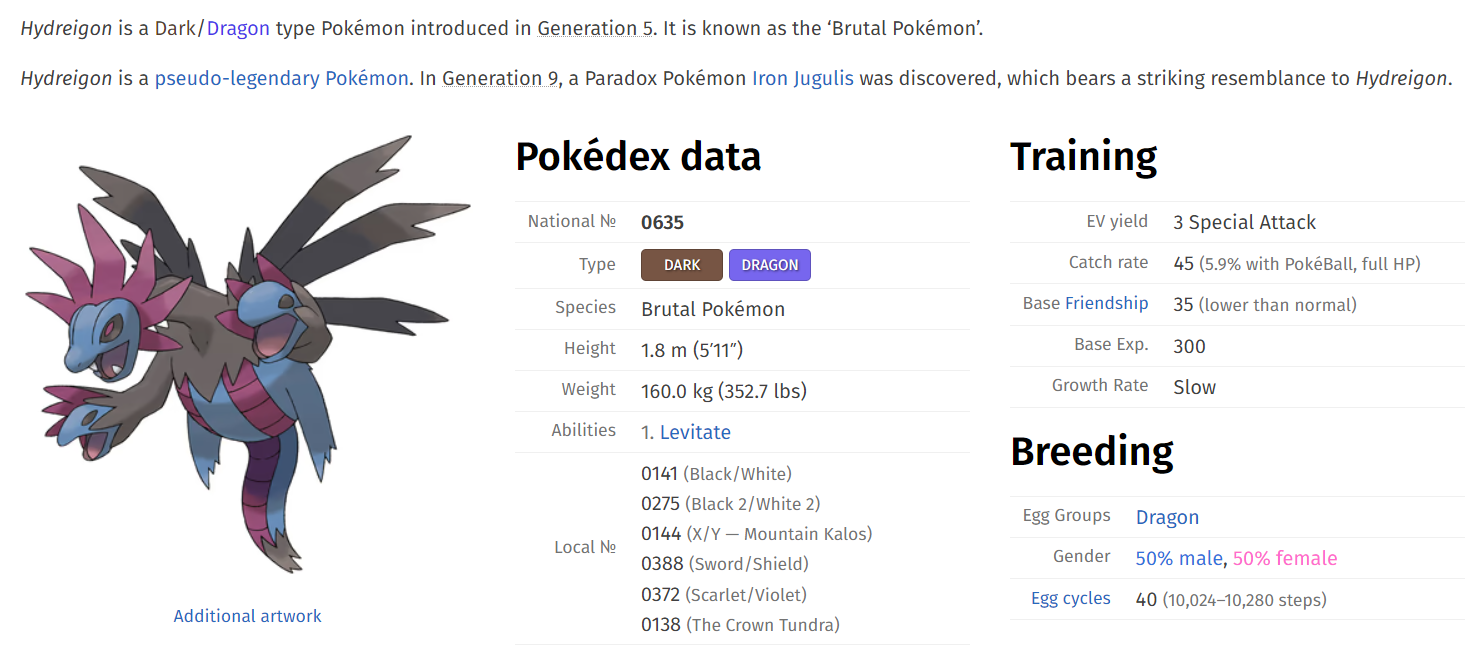 Hydreigon is a Dark/Dragon type Pokémon introduced in Generation 5. It is known as the ‘Brutal Pokémon’.
Hydreigon is a pseudo-legendary Pokémon. In Generation 9, a Paradox Pokémon Iron Jugulis was discovered, which bears a striking resemblance to Hydreigon.
Additional artwork
Pokédex data
National № 0635
Type DARK DRAGON
Species Brutal Pokémon
Height 1.8 m (5′11″)
Weight 160.0 kg (352.7 lbs)
Abilities 1. Levitate
Local № 0141 (Black/White)
0275 (Black 2/White 2)
0144 (X/Y — Mountain Kalos)
0388 (Sword/Shield)
0372 (Scarlet/Violet)
0138 (The Crown Tundra)
Training
EV yield 3 Special Attack
Catch rate 45 (5.9% with PokéBall, full HP)
Base Friendship 35 (lower than normal)
Base Exp. 300
Growth Rate Slow
Breeding
Egg Groups Dragon
Gender 50% male, 50% female
Egg cycles 40 (10,024–10,280 steps)